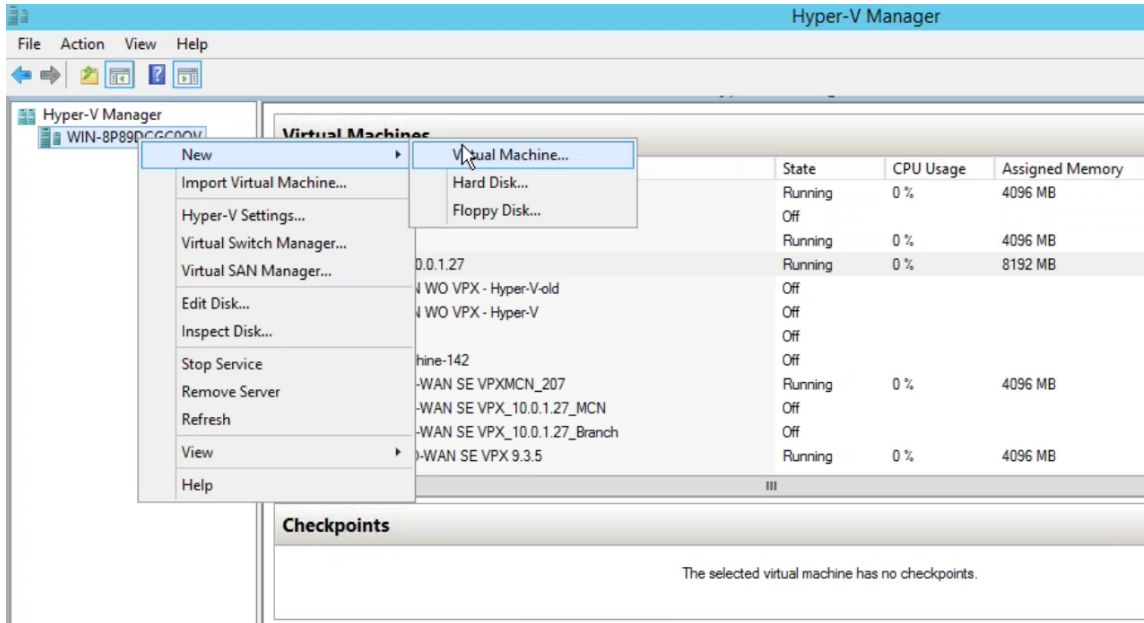 Hyper-V Manager
File Action View Help
Hyper-V Manager
WIN-8P89DCGC0OV
Virtual Machines
New
Import Virtual Machine...
Hyper-V Settings...
Virtual Switch Manager...
Virtual SAN Manager...
Edit Disk...
Inspect Disk...
Stop Service
Remove Server
Refresh
View
Help
Virtual Machine...
Hard Disk...
Floppy Disk...
State CPU Usage Assigned Memory
Running 0 % 4096 MB
Off
Running 0 % 4096 MB
0.0.1.27 Running 0 % 8192 MB
WO VPX - Hyper-V-old Off
WO VPX - Hyper-V Off
Off
hine-142 Off
-WAN SE VPXMCN_207 Running 0 % 4096 MB
-WAN SE VPX_10.0.1.27_MCN Off
-WAN SE VPX_10.0.1.27_Branch Off
-WAN SE VPX 9.3.5 Running 0 % 4096 MB
Checkpoints
The selected virtual machine has no checkpoints.